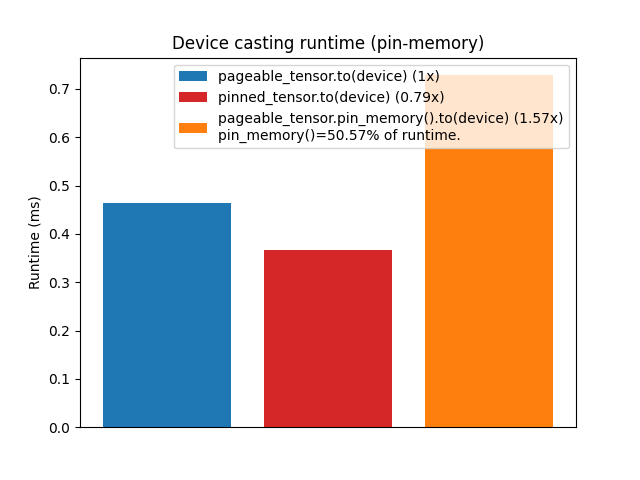 Device casting runtime (pin-memory)
pageable_tensor.to(device) (1x)
pinned_tensor.to(device) (0.79x)
pageable_tensor.pin_memory().to(device) (1.57x)
pin_memory()=50.57% of runtime.
Runtime (ms)
0.7
0.6
0.5
0.4
0.3
0.2
0.1
0.0